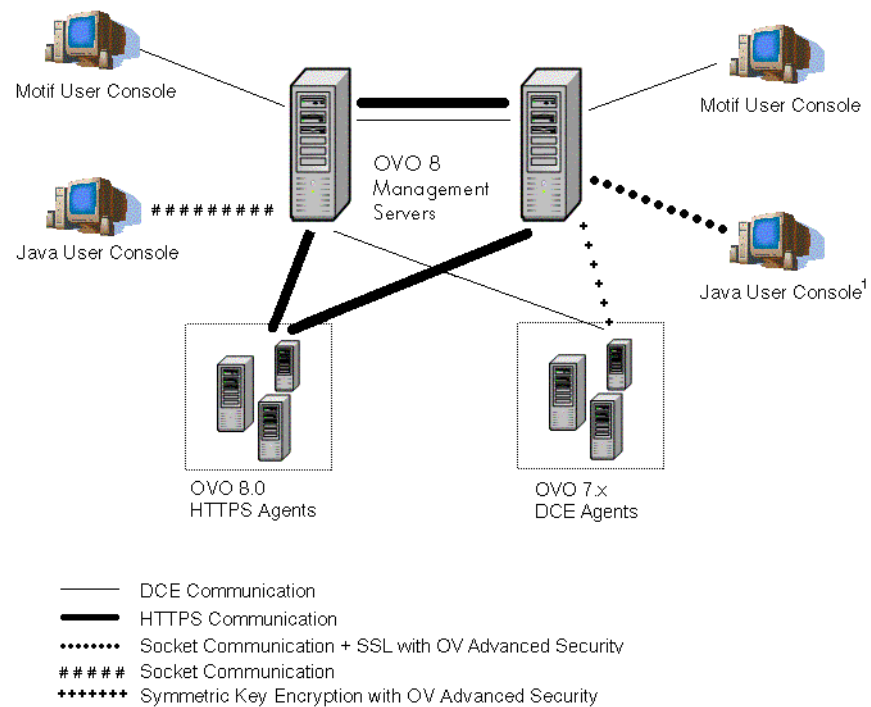 Motif User Console
Motif User Console
OVO 8
Management
Servers
#########
Java User Console
Java User Console1
OVO 8.0
HTTPS Agents
OVO 7.x
DCE Agents
DCE Communication
HTTPS Communication
Socket Communication + SSL with OV Advanced Security
##### Socket Communication
+++++++ Symmetric Key Encryption with OV Advanced Security